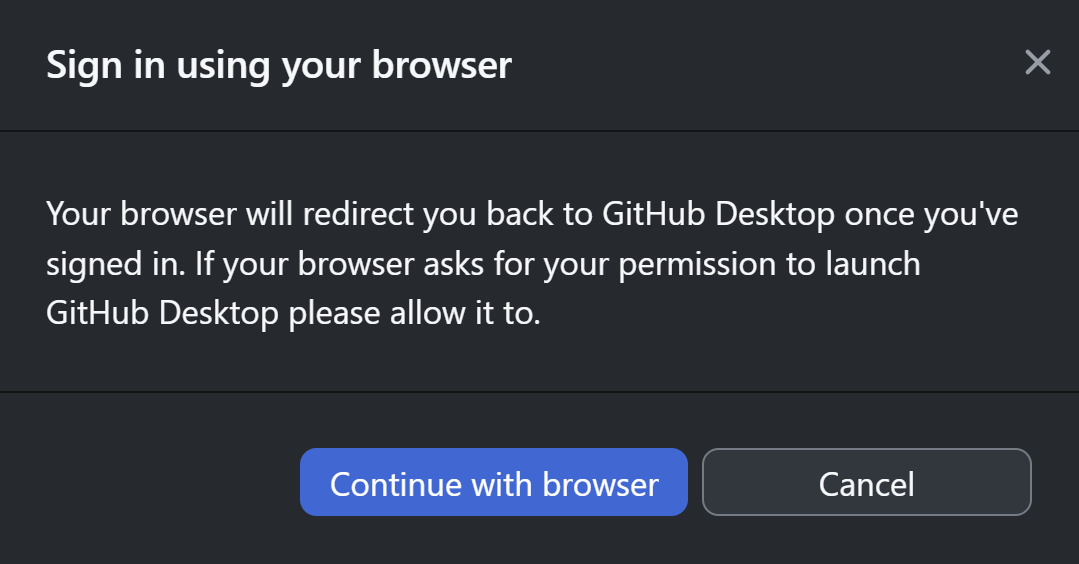 Sign in using your browser
Your browser will redirect you back to GitHub Desktop once you've
signed in. If your browser asks for your permission to launch
GitHub Desktop please allow it to.
Continue with browser
Cancel